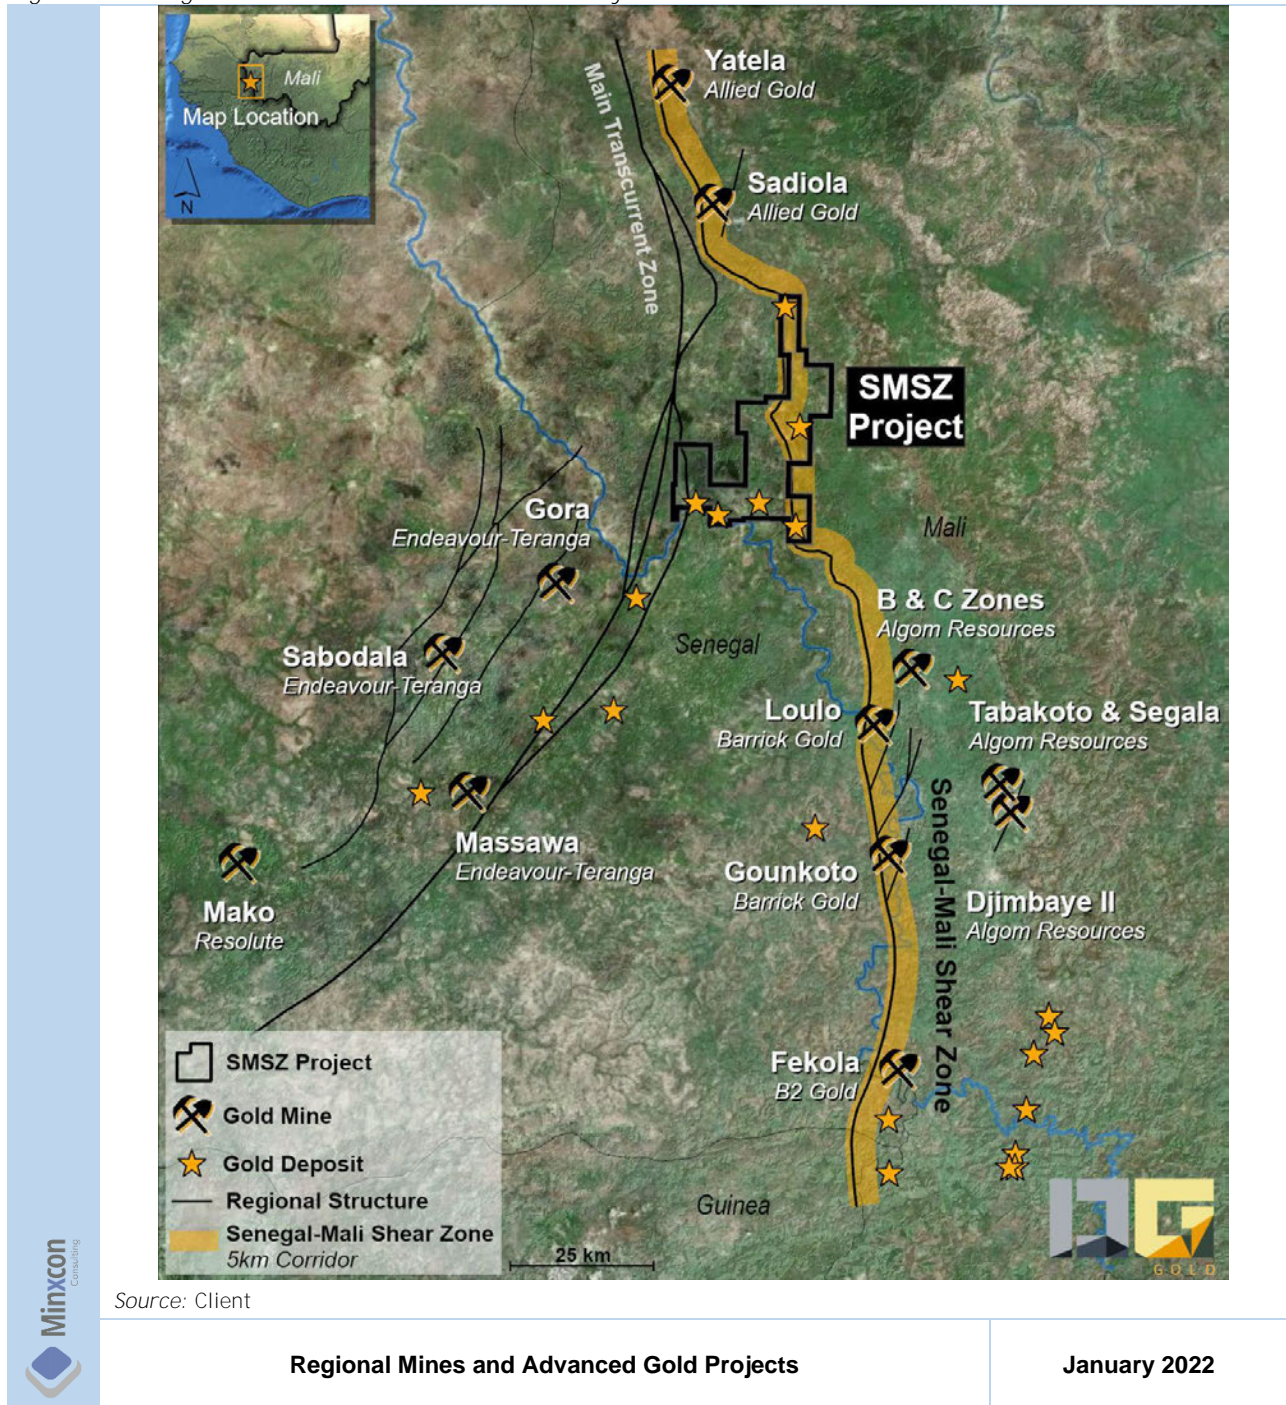 Mali
Map Location
N
Main Transcurrent Zone
Yatela
Allied Gold
Sadiola
Allied Gold
SMSZ
Project
Gora
Endeavour-Teranga
Mali
B & C Zones
Algom Resources
Senegal
Sabodala
Endeavour-Teranga
Loulo
Barrick Gold
Tabakoto & Segala
Algom Resources
Senegal-Mali Shear Zone
Massawa
Endeavour-Teranga
Gounkoto
Barrick Gold
Mako
Resolute
Djimbaye II
Algom Resources
Fekola
B2 Gold
Guinea
SMSZ Project
Gold Mine
Gold Deposit
Regional Structure
Senegal-Mali Shear Zone
5km Corridor
25 km
GOLD
Minxcon
Consulting
Source: Client
Regional Mines and Advanced Gold Projects
January 2022